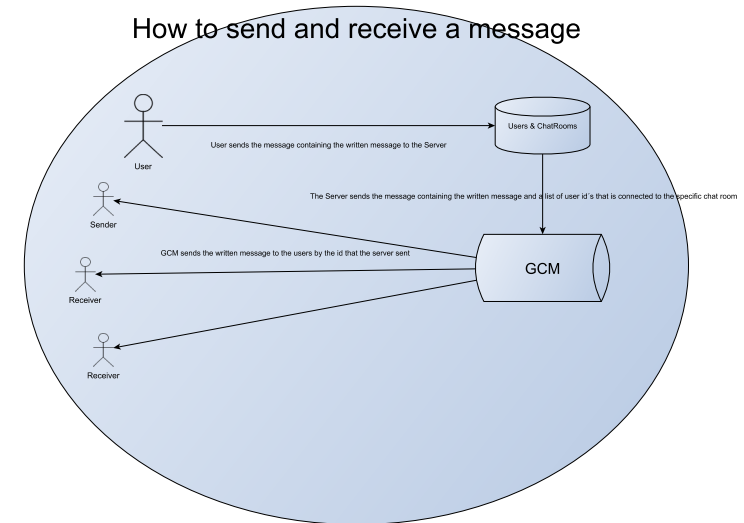 How to send and receive a message
Users & ChatRooms
User sends the message containing the written message to the Server
User
The Server sends the message containing the written message and a list of user id´s that is connected to the specific chat room
Sender
GCM sends the written message to the users by the id that the server sent
GCM
Receiver
Receiver